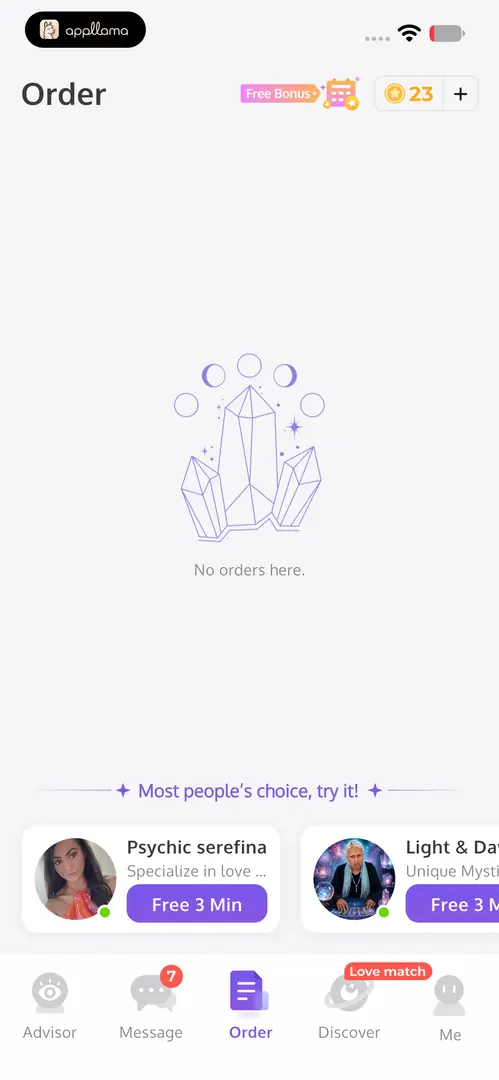 appllama
Order
Free Bonus
23
+
No orders here.
Most people's choice, try it!
Psychic serefina
Specialize in love ...
Free 3 Min
Light & Da
Unique Mysti
Free 3 M
7
Love match
Advisor
Message
Order
Discover
Me